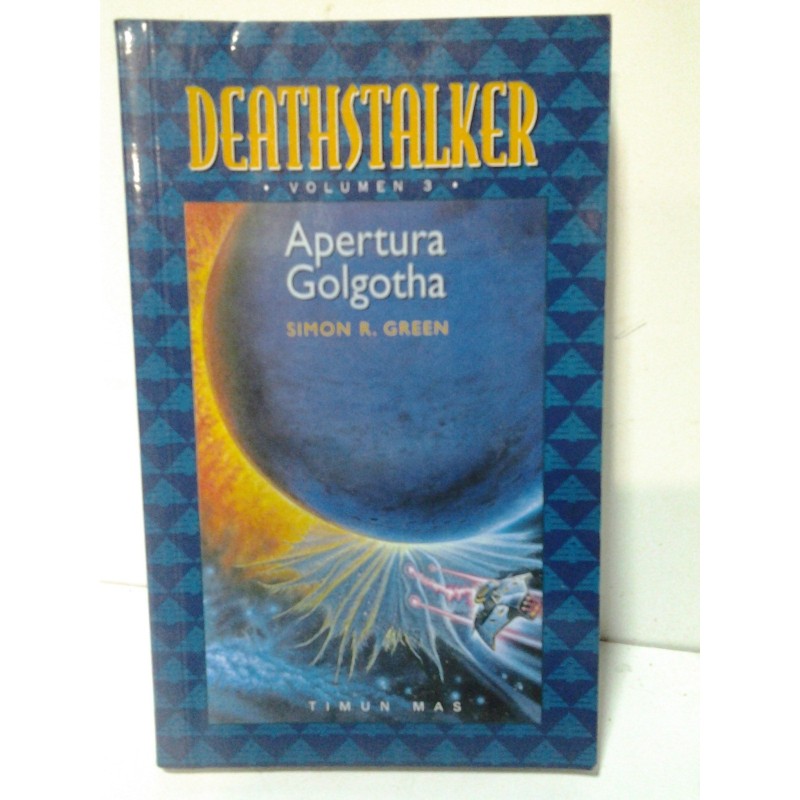 DEATHSTALKER
• VOLUMEN 3 •
Apertura
Golgotha
SIMON R. GREEN
TIMUN MAS